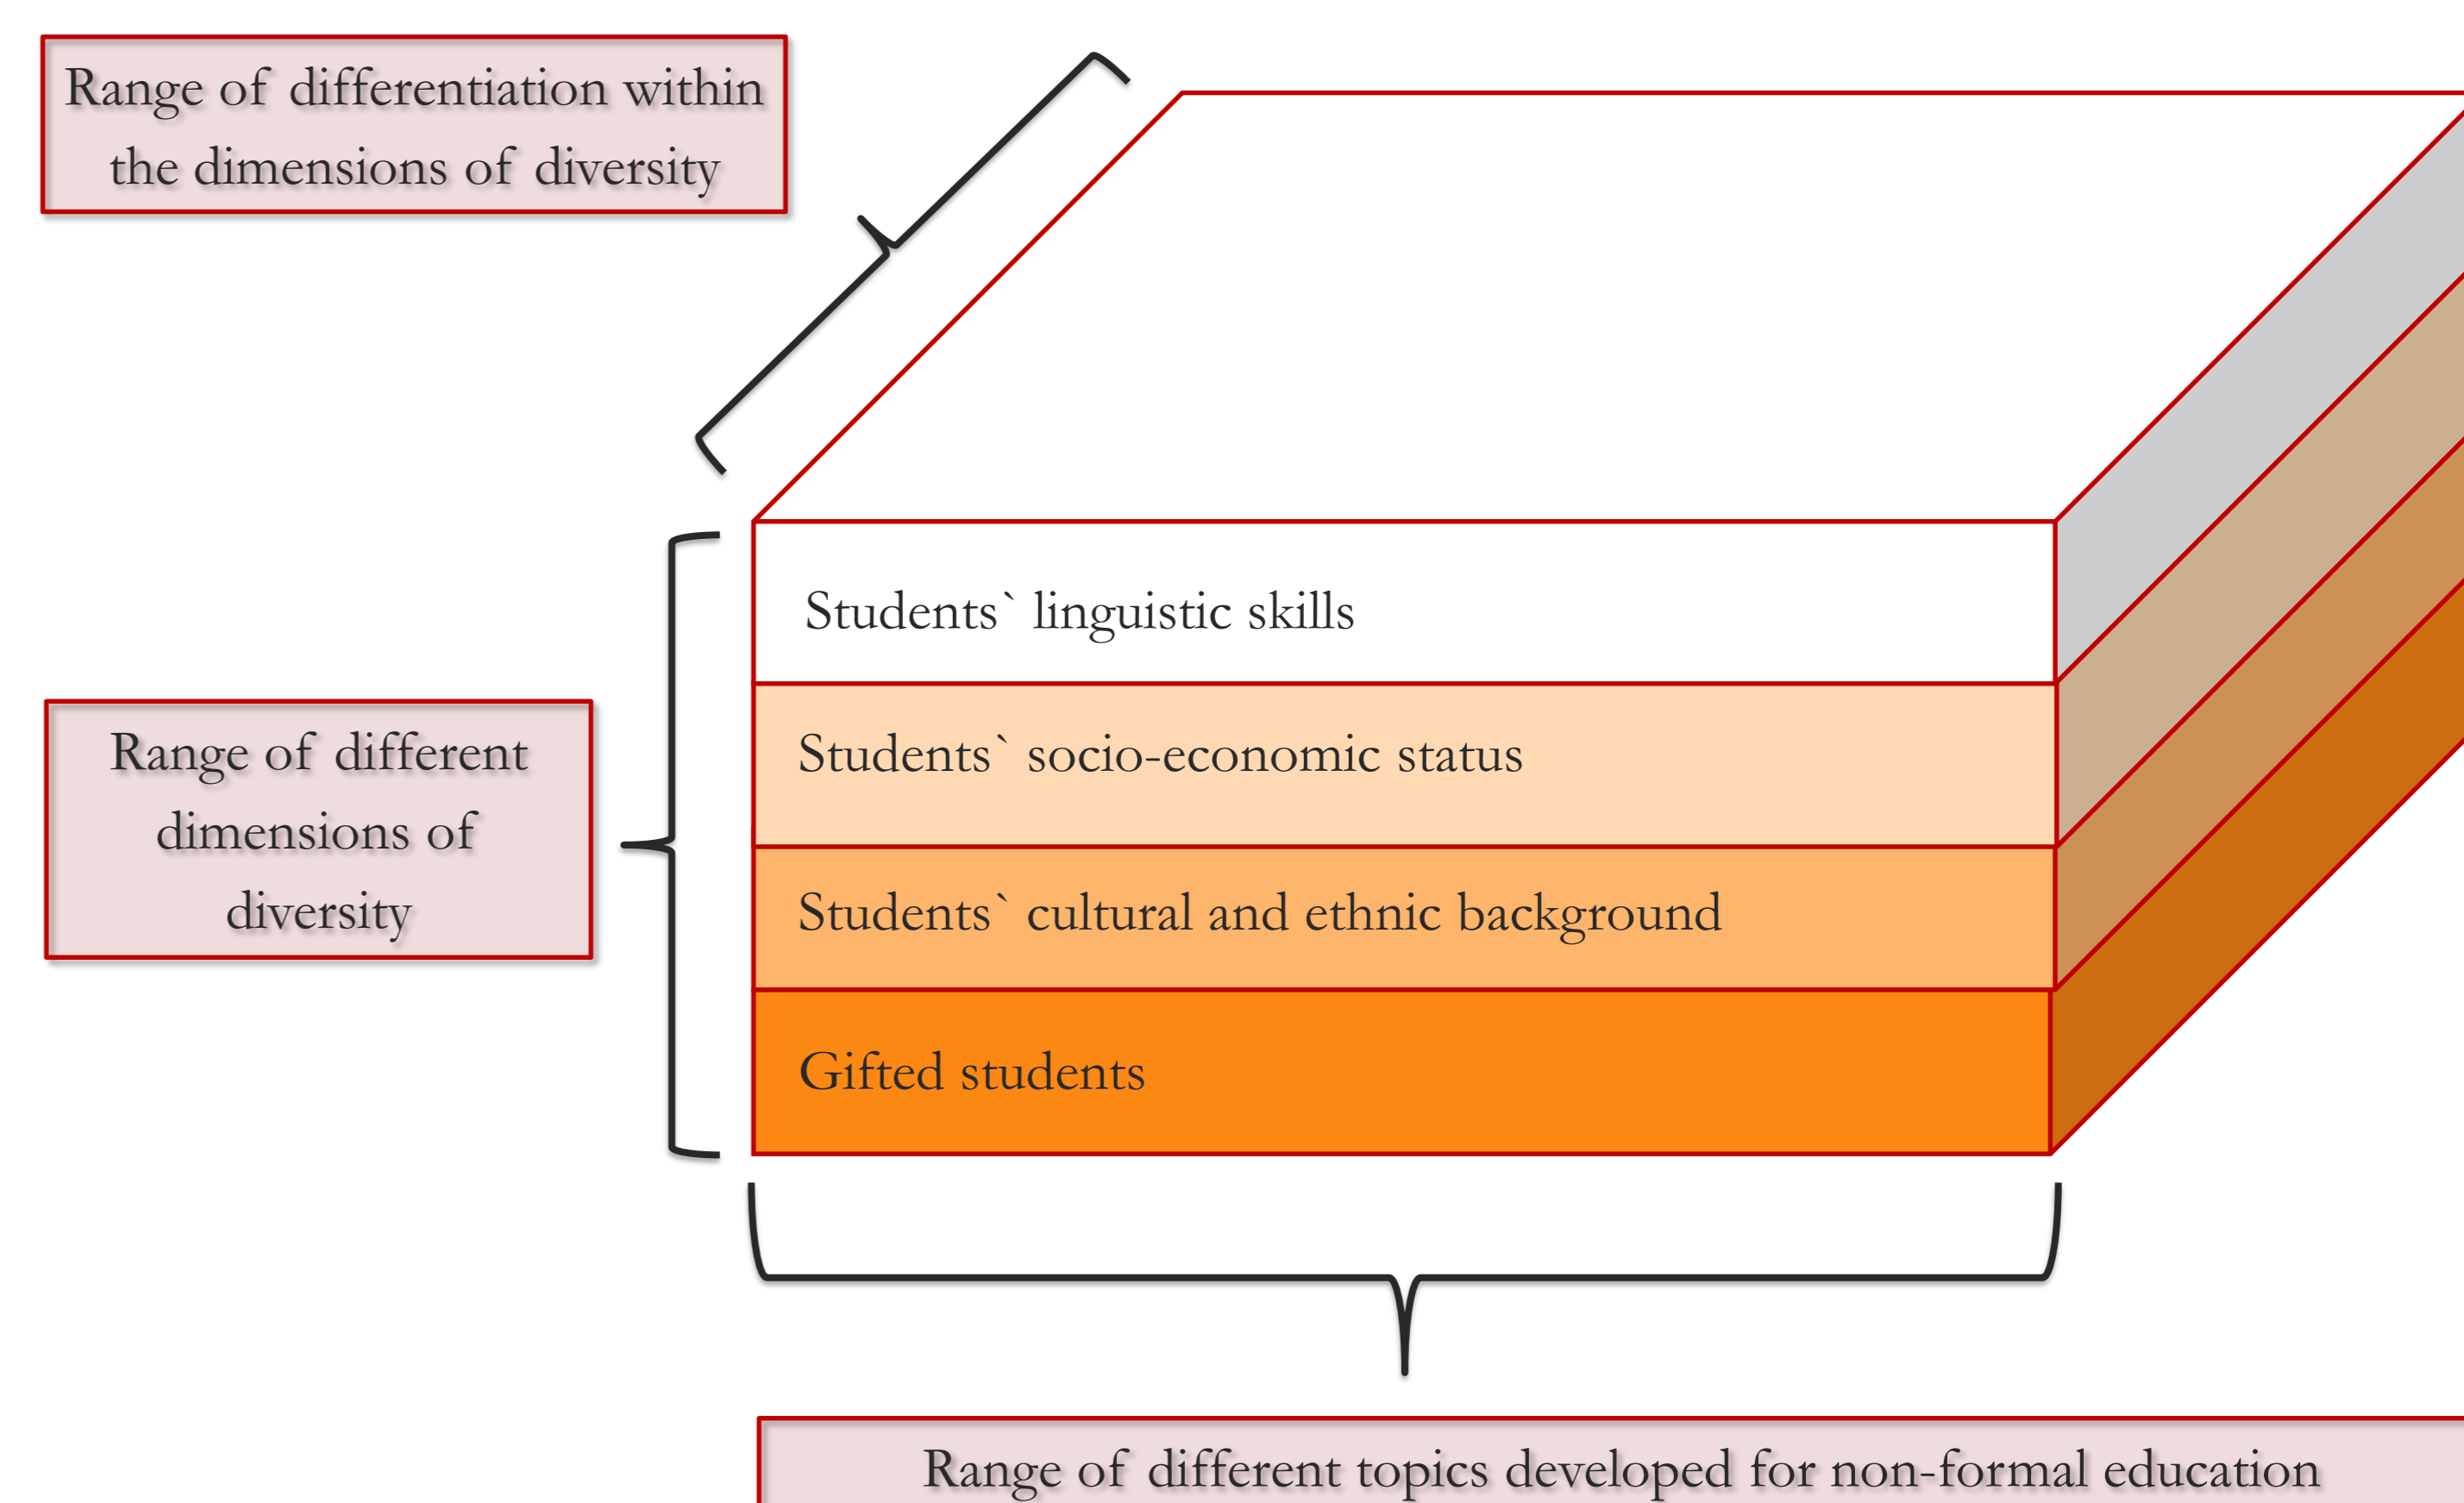 Range of differentiation within
the dimensions of diversity
Students` linguistic skills
Students` socio-economic status
Range of different
dimensions of
diversity
Students` cultural and ethnic background
Gifted students
Range of different topics developed for non-formal education